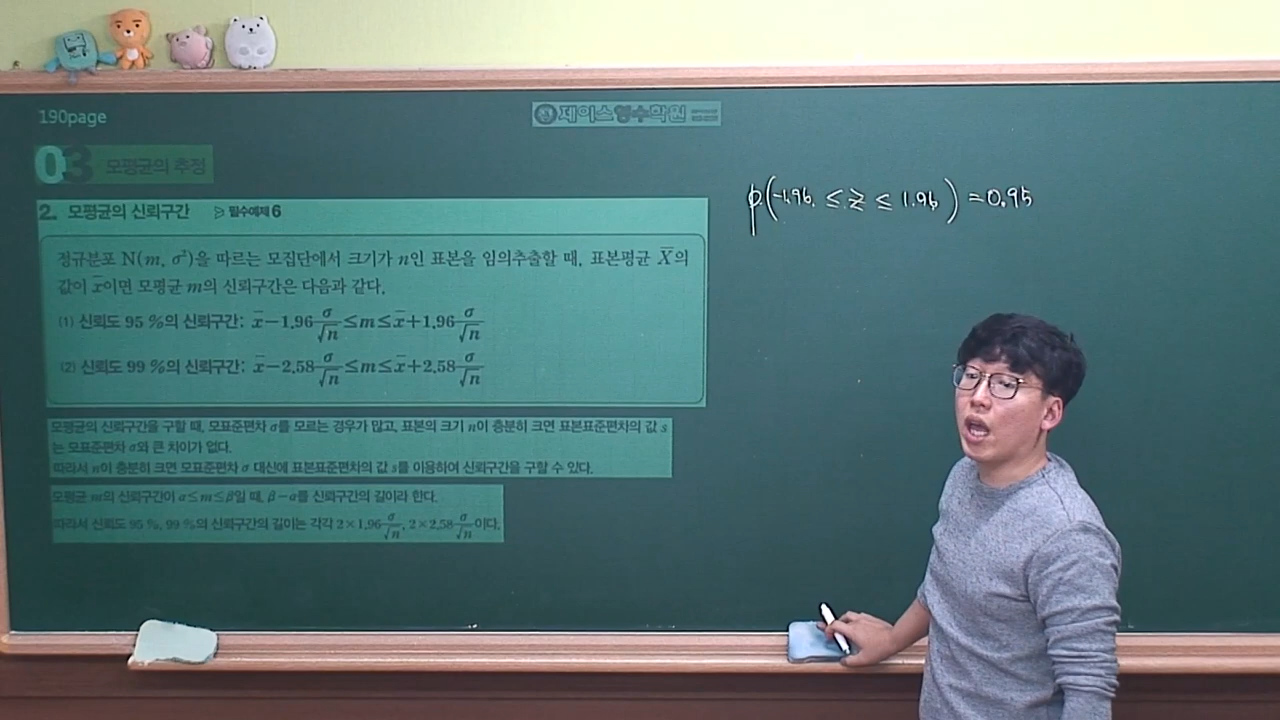 190page
제이스형수학원
03 모평균의 추정
2. 모평균의 신뢰구간 ▷ 필수예제 6
정규분포 N(m, σ²)을 따르는 모집단에서 크기가 n인 표본을 임의추출할 때, 표본평균 X̄의
값이 x̄이면 모평균 m의 신뢰구간은 다음과 같다.
(1) 신뢰도 95 %의 신뢰구간: x̄−1.96 σ/√n ≤m≤ x̄+1.96 σ/√n
(2) 신뢰도 99 %의 신뢰구간: x̄−2.58 σ/√n ≤m≤ x̄+2.58 σ/√n
모평균의 신뢰구간을 구할 때, 모표준편차 σ를 모르는 경우가 많고, 표본의 크기 n이 충분히 크면 표본표준편차의 값 s
는 모표준편차 σ와 큰 차이가 없다.
따라서 n이 충분히 크면 모표준편차 σ 대신에 표본표준편차의 값 s를 이용하여 신뢰구간을 구할 수 있다.
모평균 m의 신뢰구간이 α≤m≤β일 때, β−α를 신뢰구간의 길이라 한다.
따라서 신뢰도 95 %, 99 %의 신뢰구간의 길이는 각각 2×1.96 σ/√n, 2×2.58 σ/√n이다.
P(-1.96 ≤ Z ≤ 1.96) = 0.95